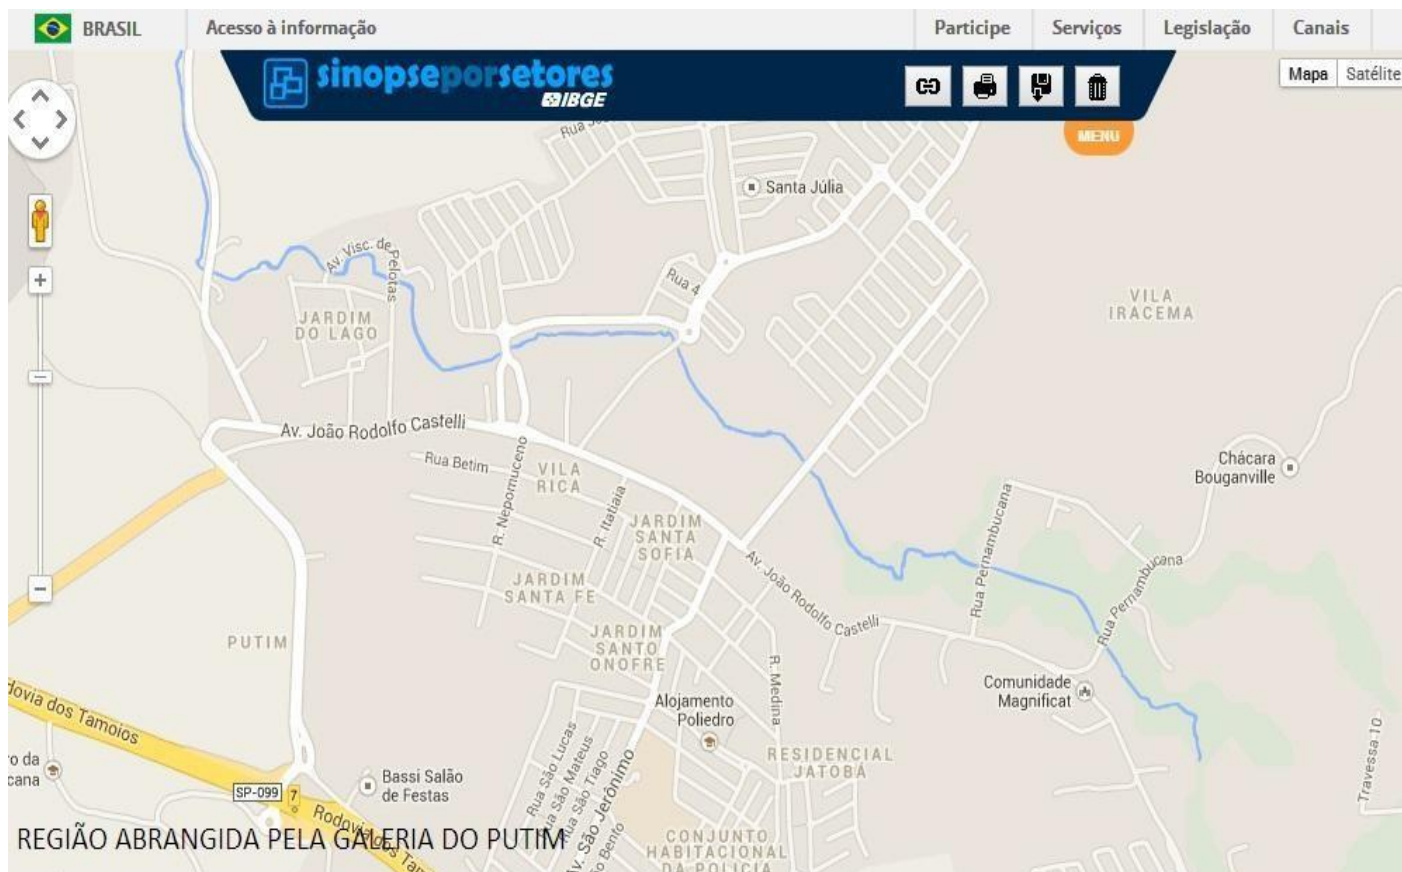 BRASIL
Acesso à informação
Participe
Serviços
Legislação
Canais
sinopseporsetores
IBGE
MENU
Mapa
Satélite
Santa Júlia
Av. Visc. de
Pelotas
Rua 4
JARDIM
DO LAGO
VILA
IRACEMA
Av. João Rodolfo Castelli
Rua Betim
R. Nepomuceno
VILA
RICA
R. Itatiaia
JARDIM
SANTA
SOFIA
Chácara
Bouganville
Rua Pernambucana
Rua Pernambucana
JARDIM
SANTA FE
Av. João Rodolfo Castelli
JARDIM
SANTO
ONOFRE
PUTIM
R. Medina
Comunidade
Magnificat
Alojamento
Poliedro
Rodovia dos Tamoios
RESIDENCIAL
JATOBÁ
Travessa 10
Rua São Lucas
Rua São Mateus
Rua São Tiago
Av. São Jerônimo
Bassi Salão
de Festas
SP-099
7
CONJUNTO
HABITACIONAL
DA POLICIA
REGIÃO ABRANGIDA PELA GALERIA DO PUTIM